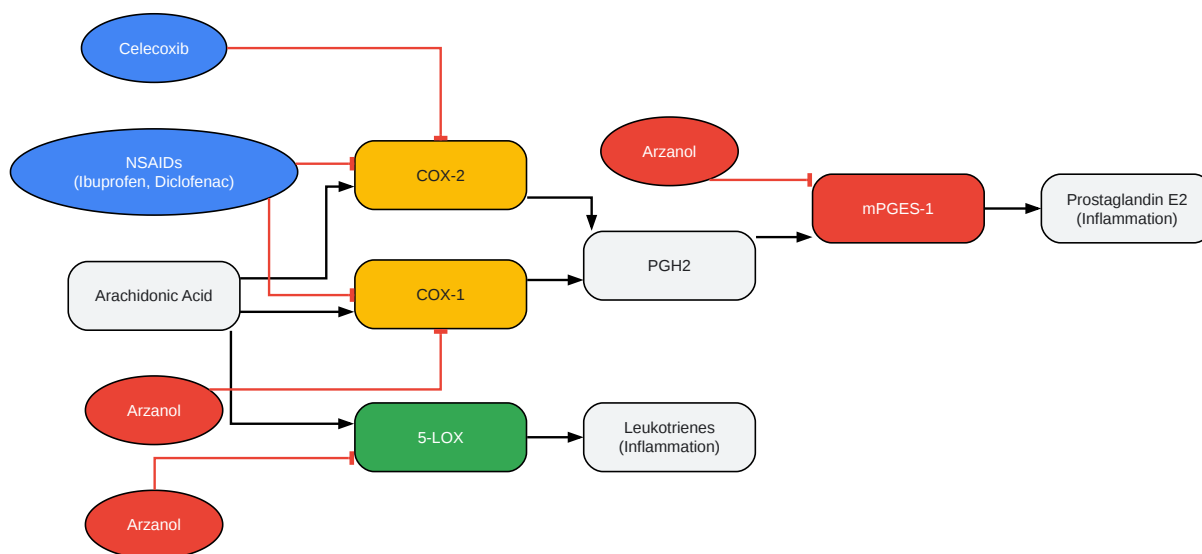 Celecoxib
NSAIDs
(Ibuprofen, Diclofenac)
COX-2
Arzanol
mPGES-1
Prostaglandin E2
(Inflammation)
PGH2
Arachidonic Acid
COX-1
Arzanol
5-LOX
Leukotrienes
(Inflammation)
Arzanol